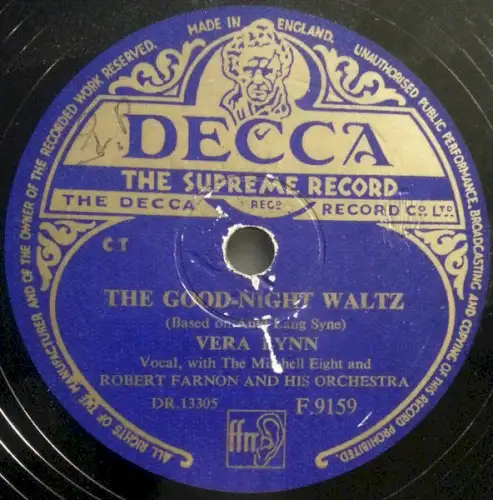 MADE IN ENGLAND.
ALL RIGHTS OF THE MANUFACTURER AND OF THE OWNER OF THE RECORDED WORK RESERVED.
UNAUTHORISED PUBLIC PERFORMANCE, BROADCASTING AND COPYING OF THIS RECORD PROHIBITED.
DECCA
THE SUPREME RECORD
THE DECCA REGD RECORD CO. LTD.
C T
THE GOOD-NIGHT WALTZ
(Based on Auld Lang Syne)
VERA LYNN
Vocal, with The Mitchell Eight and
ROBERT FARNON AND HIS ORCHESTRA
DR.13305 F.9159
ffrr